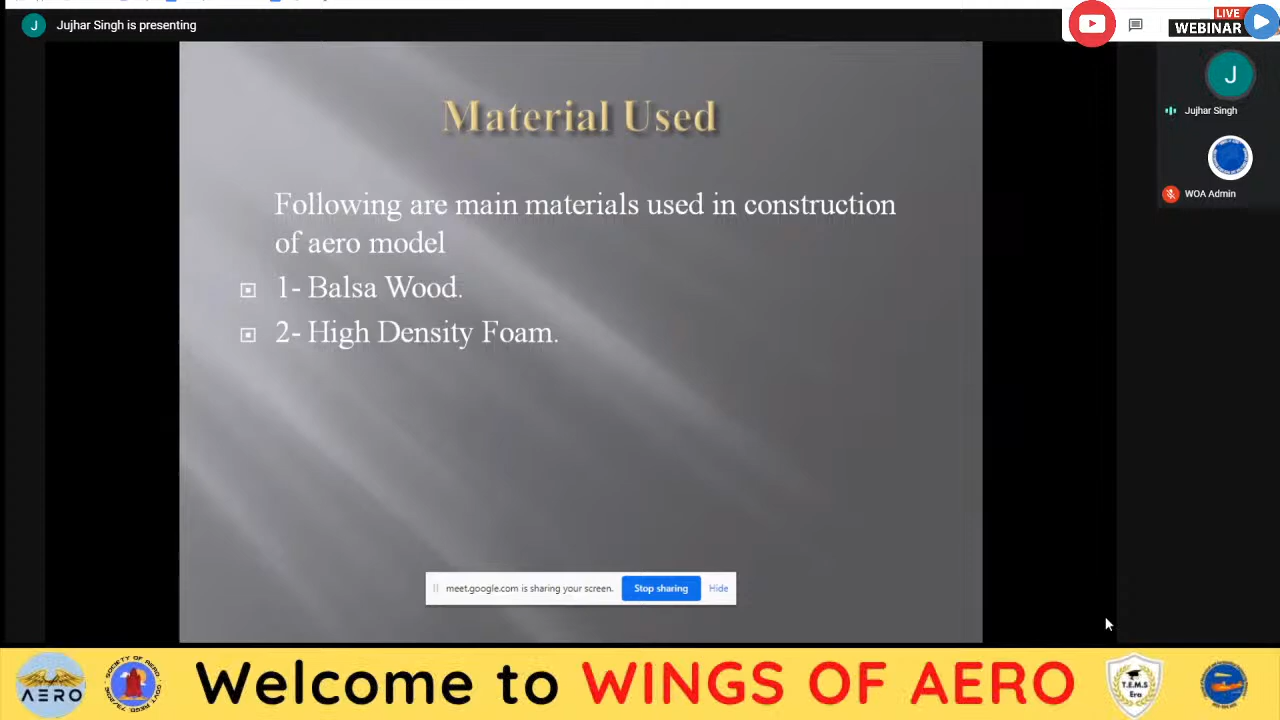 J
Jujhar Singh is presenting
LIVE
WEBINAR
J
Jujhar Singh
WOA Admin
Material Used
Following are main materials used in construction
of aero model
1- Balsa Wood.
2- High Density Foam.
meet.google.com is sharing your screen.
Stop sharing
Hide
AERO
Welcome to WINGS OF AERO
T.E.M.S
Era